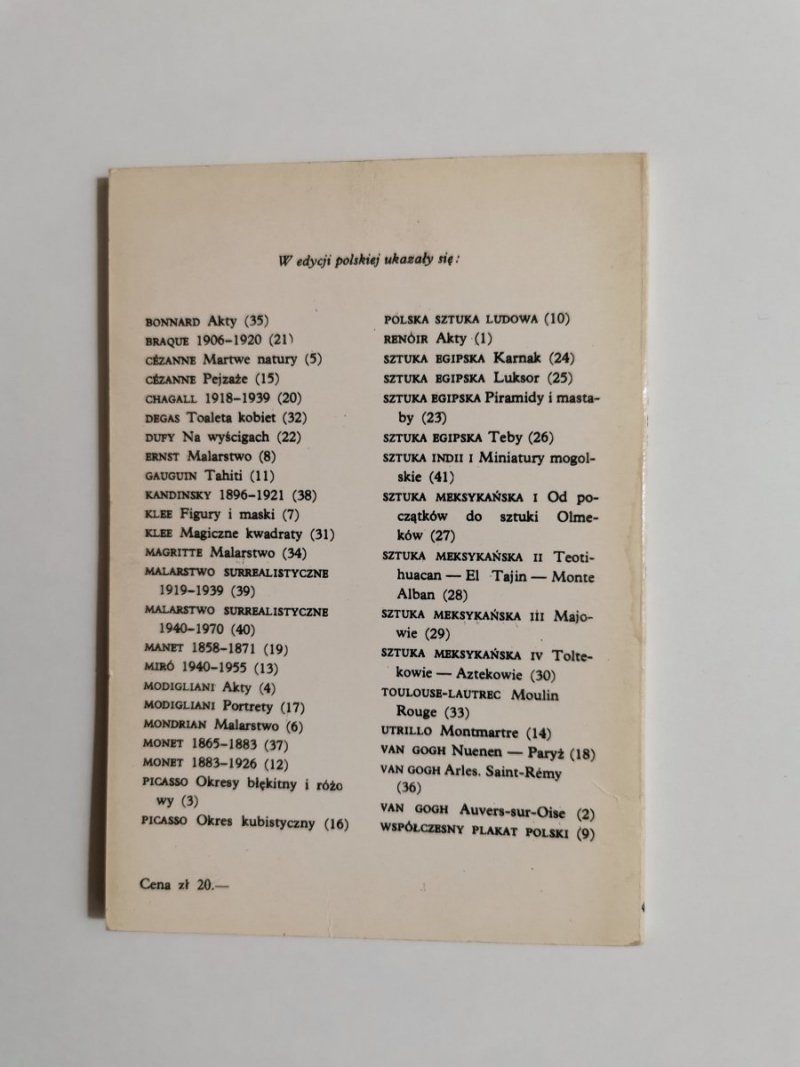 W edycji polskiej ukazały się:
BONNARD Akty (35)
BRAQUE 1906-1920 (21)
CÉZANNE Martwe natury (5)
CÉZANNE Pejzaże (15)
CHAGALL 1918-1939 (20)
DEGAS Toaleta kobiet (32)
DUFY Na wyścigach (22)
ERNST Malarstwo (8)
GAUGUIN Tahiti (11)
KANDINSKY 1896-1921 (38)
KLEE Figury i maski (7)
KLEE Magiczne kwadraty (31)
MAGRITTE Malarstwo (34)
MALARSTWO SURREALISTYCZNE
1919-1939 (39)
MALARSTWO SURREALISTYCZNE
1940-1970 (40)
MANET 1858-1871 (19)
MIRÓ 1940-1955 (13)
MODIGLIANI Akty (4)
MODIGLIANI Portrety (17)
MONDRIAN Malarstwo (6)
MONET 1865-1883 (37)
MONET 1883-1926 (12)
PICASSO Okresy błękitny i różo
wy (3)
PICASSO Okres kubistyczny (16)
POLSKA SZTUKA LUDOWA (10)
RENÓIR Akty (1)
SZTUKA EGIPSKA Karnak (24)
SZTUKA EGIPSKA Luksor (25)
SZTUKA EGIPSKA Piramidy i masta-
by (23)
SZTUKA EGIPSKA Teby (26)
SZTUKA INDII I Miniatury mogol-
skie (41)
SZTUKA MEKSYKAŃSKA I Od po-
czątków do sztuki Olme-
ków (27)
SZTUKA MEKSYKAŃSKA II Teoti-
huacan — El Tajin — Monte
Alban (28)
SZTUKA MEKSYKAŃSKA III Majo-
wie (29)
SZTUKA MEKSYKAŃSKA IV Tolte-
kowie — Aztekowie (30)
TOULOUSE-LAUTREC Moulin
Rouge (33)
UTRILLO Montmartre (14)
VAN GOGH Nuenen — Paryż (18)
VAN GOGH Arles. Saint-Rémy
(36)
VAN GOGH Auvers-sur-Oise (2)
WSPÓŁCZESNY PLAKAT POLSKI (9)
Cena zł 20.—